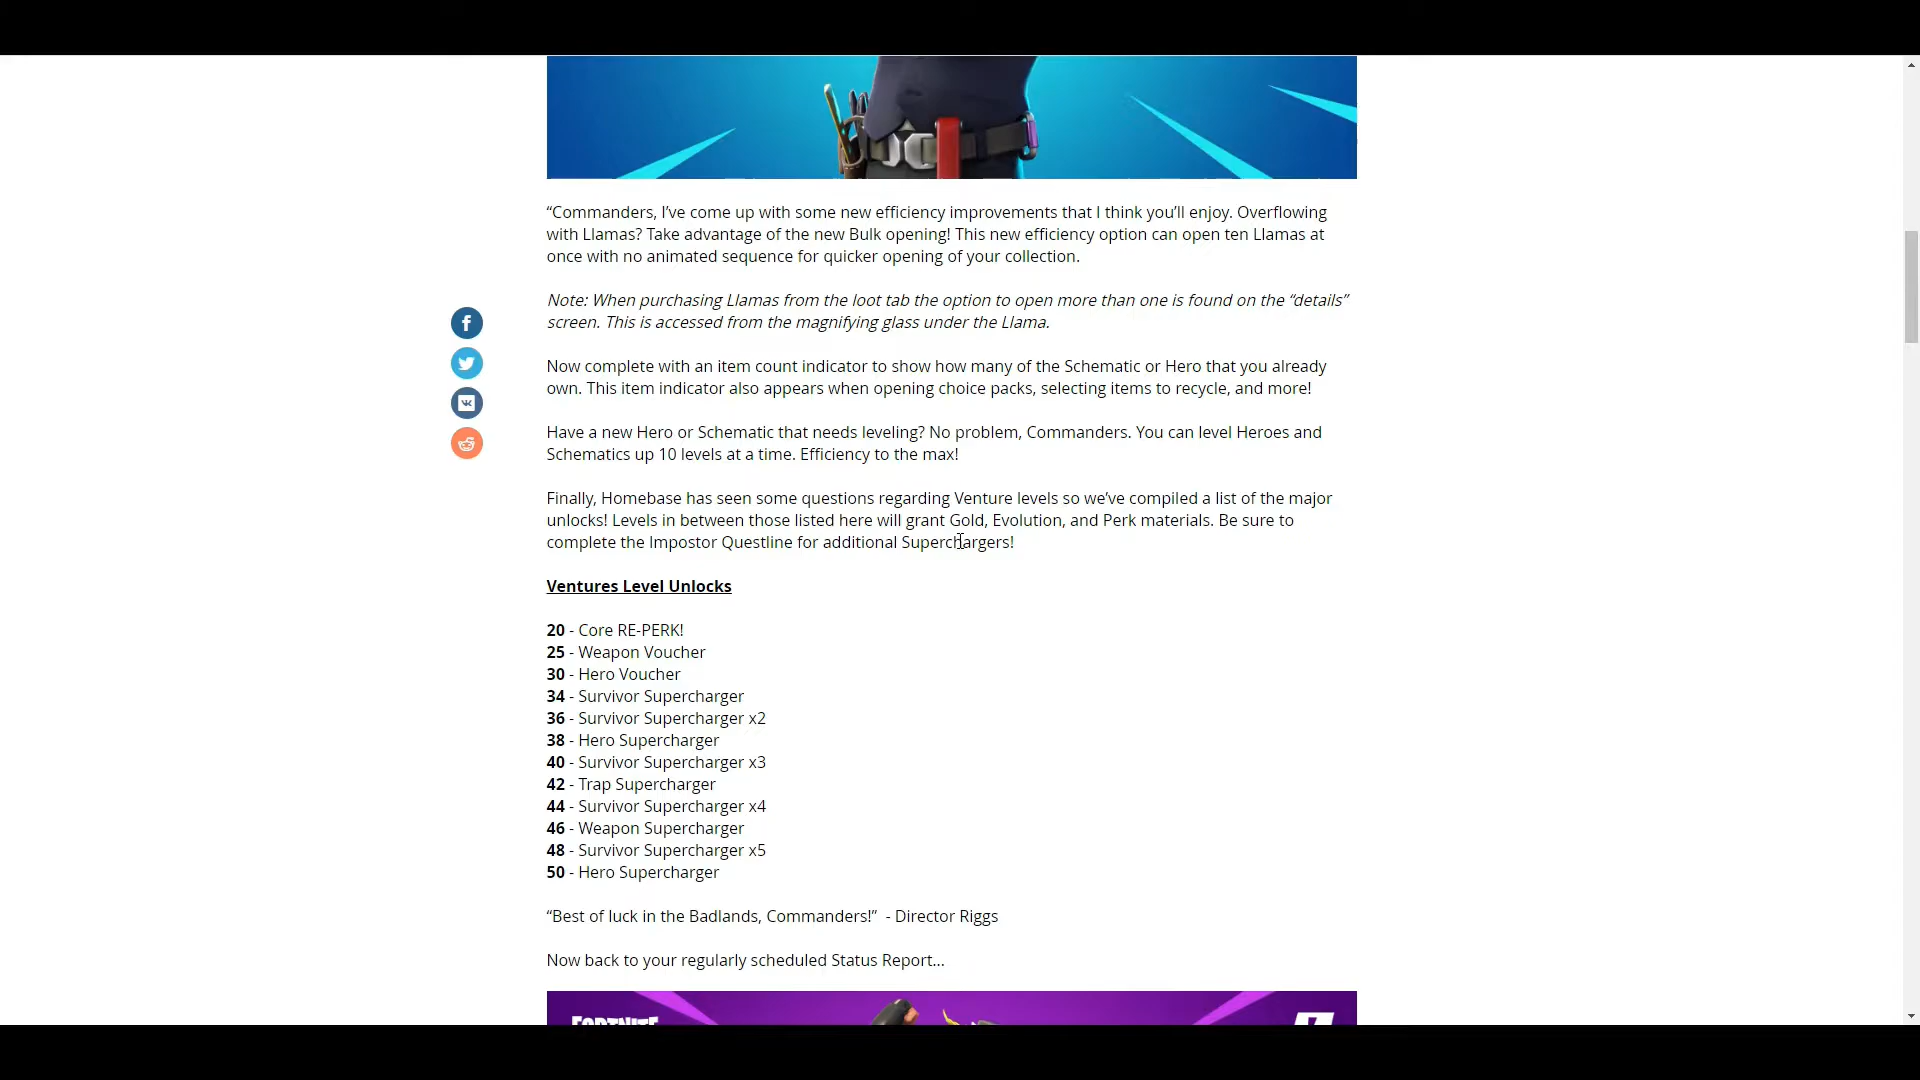 “Commanders, I’ve come up with some new efficiency improvements that I think you’ll enjoy. Overflowing
with Llamas? Take advantage of the new Bulk opening! This new efficiency option can open ten Llamas at
once with no animated sequence for quicker opening of your collection.
Note: When purchasing Llamas from the loot tab the option to open more than one is found on the “details”
screen. This is accessed from the magnifying glass under the Llama.
Now complete with an item count indicator to show how many of the Schematic or Hero that you already
own. This item indicator also appears when opening choice packs, selecting items to recycle, and more!
Have a new Hero or Schematic that needs leveling? No problem, Commanders. You can level Heroes and
Schematics up 10 levels at a time. Efficiency to the max!
Finally, Homebase has seen some questions regarding Venture levels so we’ve compiled a list of the major
unlocks! Levels in between those listed here will grant Gold, Evolution, and Perk materials. Be sure to
complete the Impostor Questline for additional Superchargers!
Ventures Level Unlocks
20 - Core RE-PERK!
25 - Weapon Voucher
30 - Hero Voucher
34 - Survivor Supercharger
36 - Survivor Supercharger x2
38 - Hero Supercharger
40 - Survivor Supercharger x3
42 - Trap Supercharger
44 - Survivor Supercharger x4
46 - Weapon Supercharger
48 - Survivor Supercharger x5
50 - Hero Supercharger
“Best of luck in the Badlands, Commanders!”  - Director Riggs
Now back to your regularly scheduled Status Report...
FORTNITE